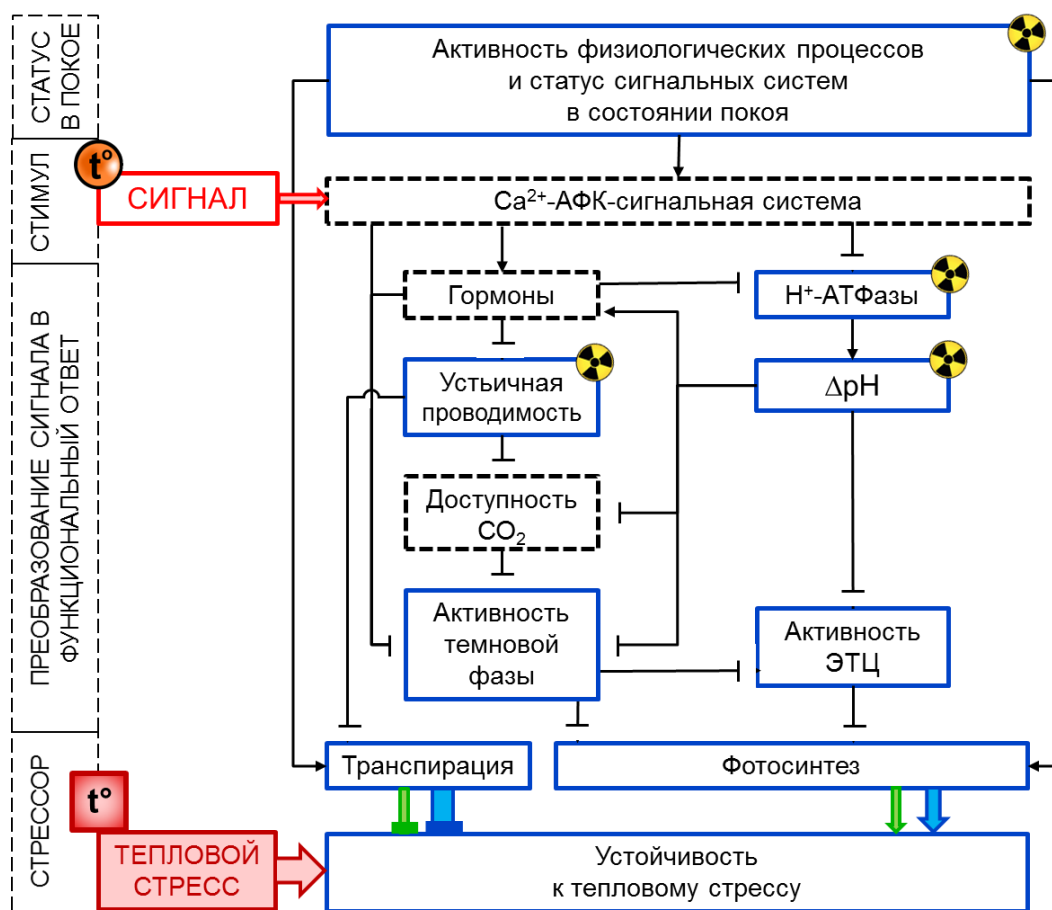 СТАТУС
В ПОКОЕ
Активность физиологических процессов
и статус сигнальных систем
в состоянии покоя
СТИМУЛ
t°
СИГНАЛ
Ca²⁺-АФК-сигнальная система
ПРЕОБРАЗОВАНИЕ СИГНАЛА В
ФУНКЦИОНАЛЬНЫЙ ОТВЕТ
Гормоны
H⁺-АТФазы
Устьичная
проводимость
ΔpH
Доступность
CO₂
Активность
темновой
фазы
Активность
ЭТЦ
СТРЕССОР
Транспирация
Фотосинтез
t°
ТЕПЛОВОЙ
СТРЕСС
Устойчивость
к тепловому стрессу